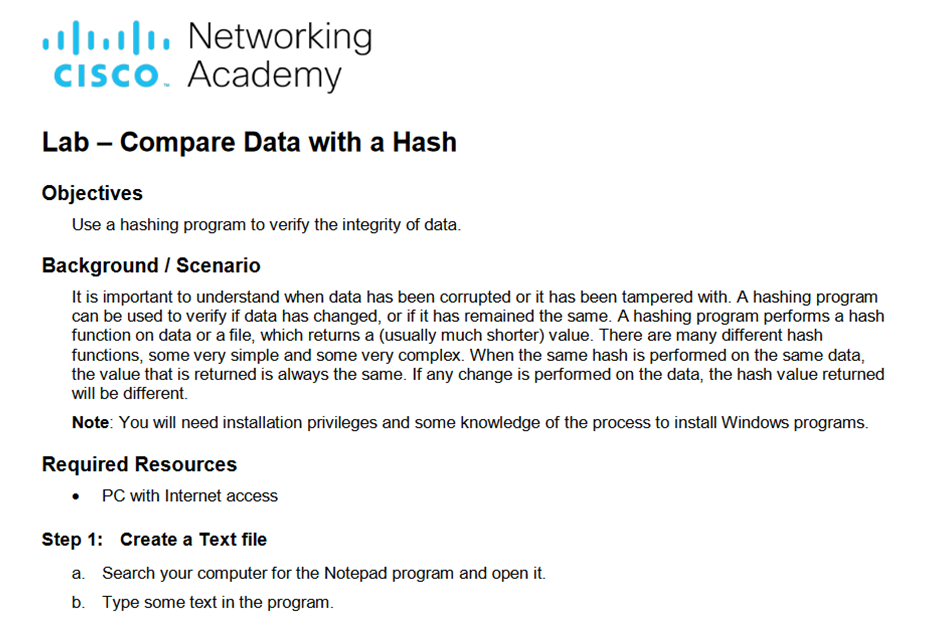 Networking
CISCO™ Academy
Lab – Compare Data with a Hash
Objectives
Use a hashing program to verify the integrity of data.
Background / Scenario
It is important to understand when data has been corrupted or it has been tampered with. A hashing program
can be used to verify if data has changed, or if it has remained the same. A hashing program performs a hash
function on data or a file, which returns a (usually much shorter) value. There are many different hash
functions, some very simple and some very complex. When the same hash is performed on the same data,
the value that is returned is always the same. If any change is performed on the data, the hash value returned
will be different.
Note: You will need installation privileges and some knowledge of the process to install Windows programs.
Required Resources
• PC with Internet access
Step 1: Create a Text file
a. Search your computer for the Notepad program and open it.
b. Type some text in the program.